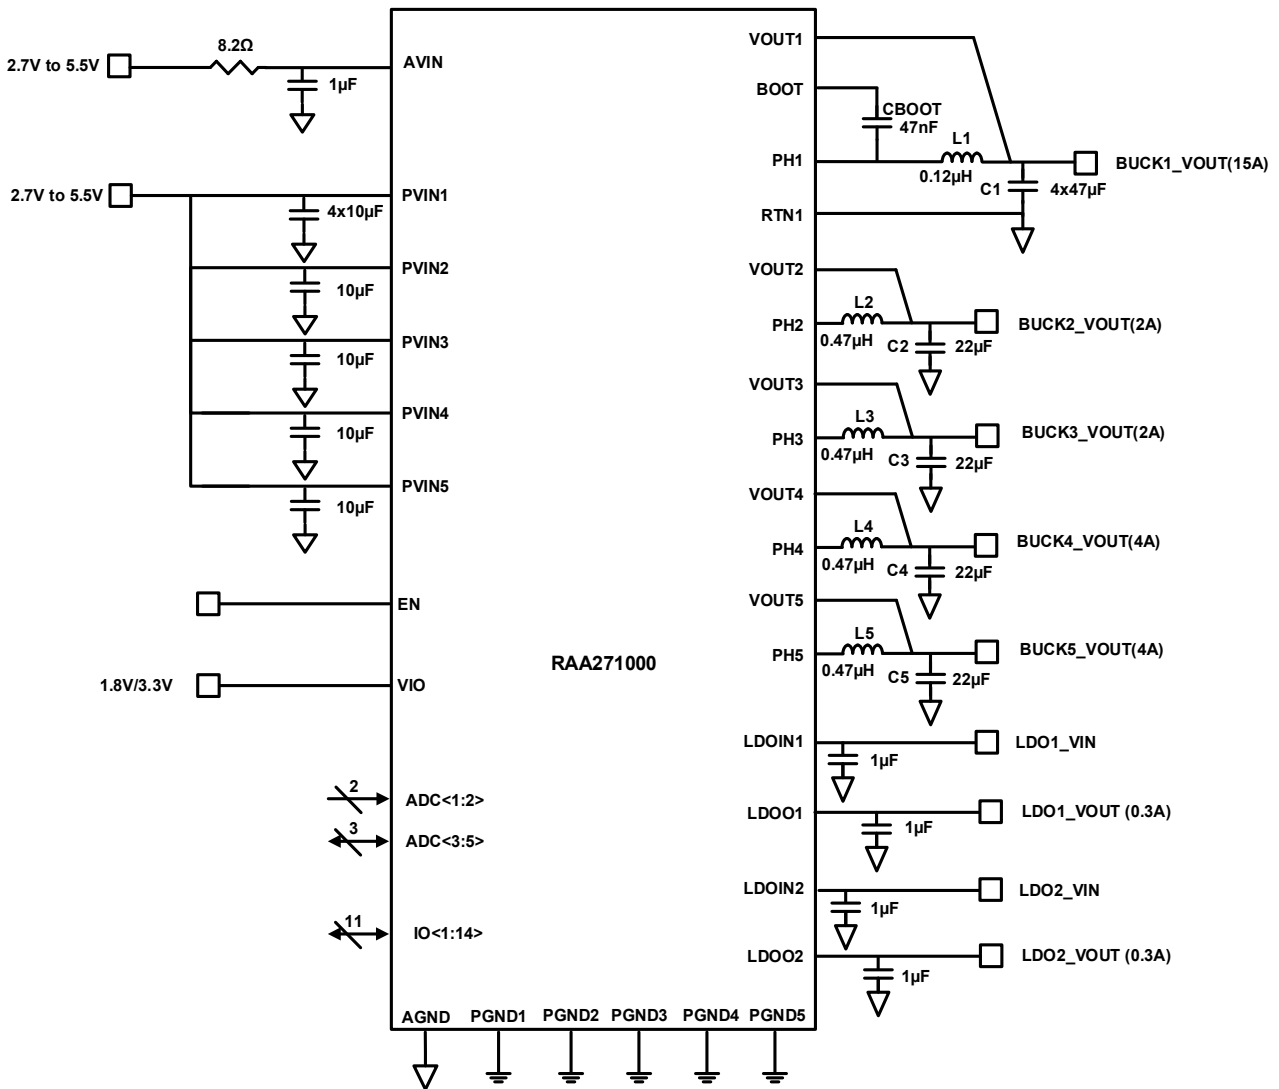 8.2Ω
2.7V to 5.5V
AVIN
1µF
2.7V to 5.5V
PVIN1
4x10µF
PVIN2
10µF
PVIN3
10µF
PVIN4
10µF
PVIN5
10µF
EN
1.8V/3.3V
VIO
2
ADC<1:2>
3
ADC<3:5>
11
IO<1:14>
RAA271000
VOUT1
BOOT
CBOOT
47nF
PH1
L1
0.12µH
C1
4x47µF
BUCK1_VOUT(15A)
RTN1
VOUT2
L2
PH2
0.47µH
C2
22µF
BUCK2_VOUT(2A)
VOUT3
L3
PH3
0.47µH
C3
22µF
BUCK3_VOUT(2A)
VOUT4
L4
PH4
0.47µH
C4
22µF
BUCK4_VOUT(4A)
VOUT5
L5
PH5
0.47µH
C5
22µF
BUCK5_VOUT(4A)
LDOIN1
1µF
LDO1_VIN
LDOO1
1µF
LDO1_VOUT (0.3A)
LDOIN2
1µF
LDO2_VIN
LDOO2
1µF
LDO2_VOUT (0.3A)
AGND
PGND1
PGND2
PGND3
PGND4
PGND5